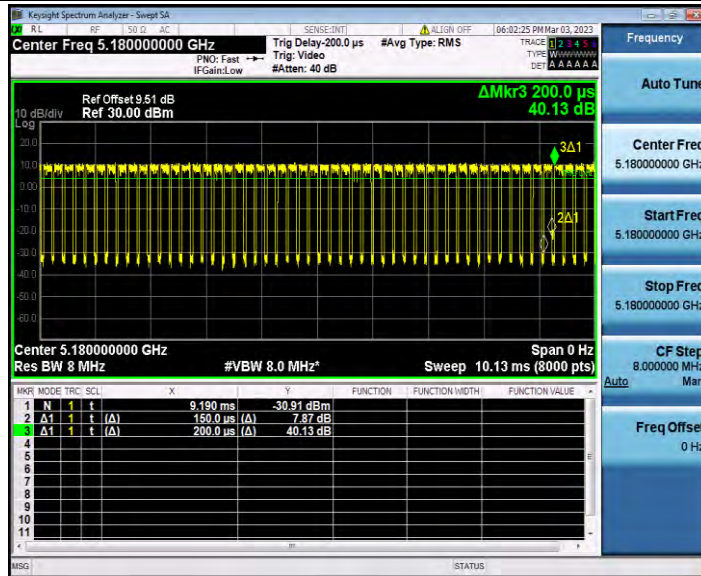 Keysight Spectrum Analyzer - Swept SA
RL RF 50 Ω AC SENSE:INT ALIGN OFF 06:02:25 PM Mar 03, 2023
Center Freq 5.180000000 GHz
Trig Delay-200.0 µs #Avg Type: RMS
TRACE 1 2 3 4 5 6
PNO: Fast Trig: Video
TYPE WWWWWW
IFGain:Low #Atten: 40 dB
DET A A A A A A
Frequency
Auto Tune
ΔMkr3 200.0 µs
40.13 dB
Ref Offset 9.51 dB
10 dB/div Ref 30.00 dBm
Log
20.0
10.0
0.00
-10.0
-20.0
-30.0
-40.0
-50.0
-60.0
3Δ1
2Δ1
Center Freq
5.180000000 GHz
Start Freq
5.180000000 GHz
Stop Freq
5.180000000 GHz
Center 5.180000000 GHz Span 0 Hz
Res BW 8 MHz #VBW 8.0 MHz* Sweep 10.13 ms (8000 pts)
CF Step
8.000000 MHz
Auto Man
MKR MODE TRC SCL X Y FUNCTION FUNCTION WIDTH FUNCTION VALUE
1 N 1 t 9.190 ms -30.91 dBm
2 Δ1 1 t (Δ) 150.0 µs (Δ) 7.87 dB
3 Δ1 1 t (Δ) 200.0 µs (Δ) 40.13 dB
4
5
6
7
8
9
10
11
Freq Offset
0 Hz
MSG STATUS